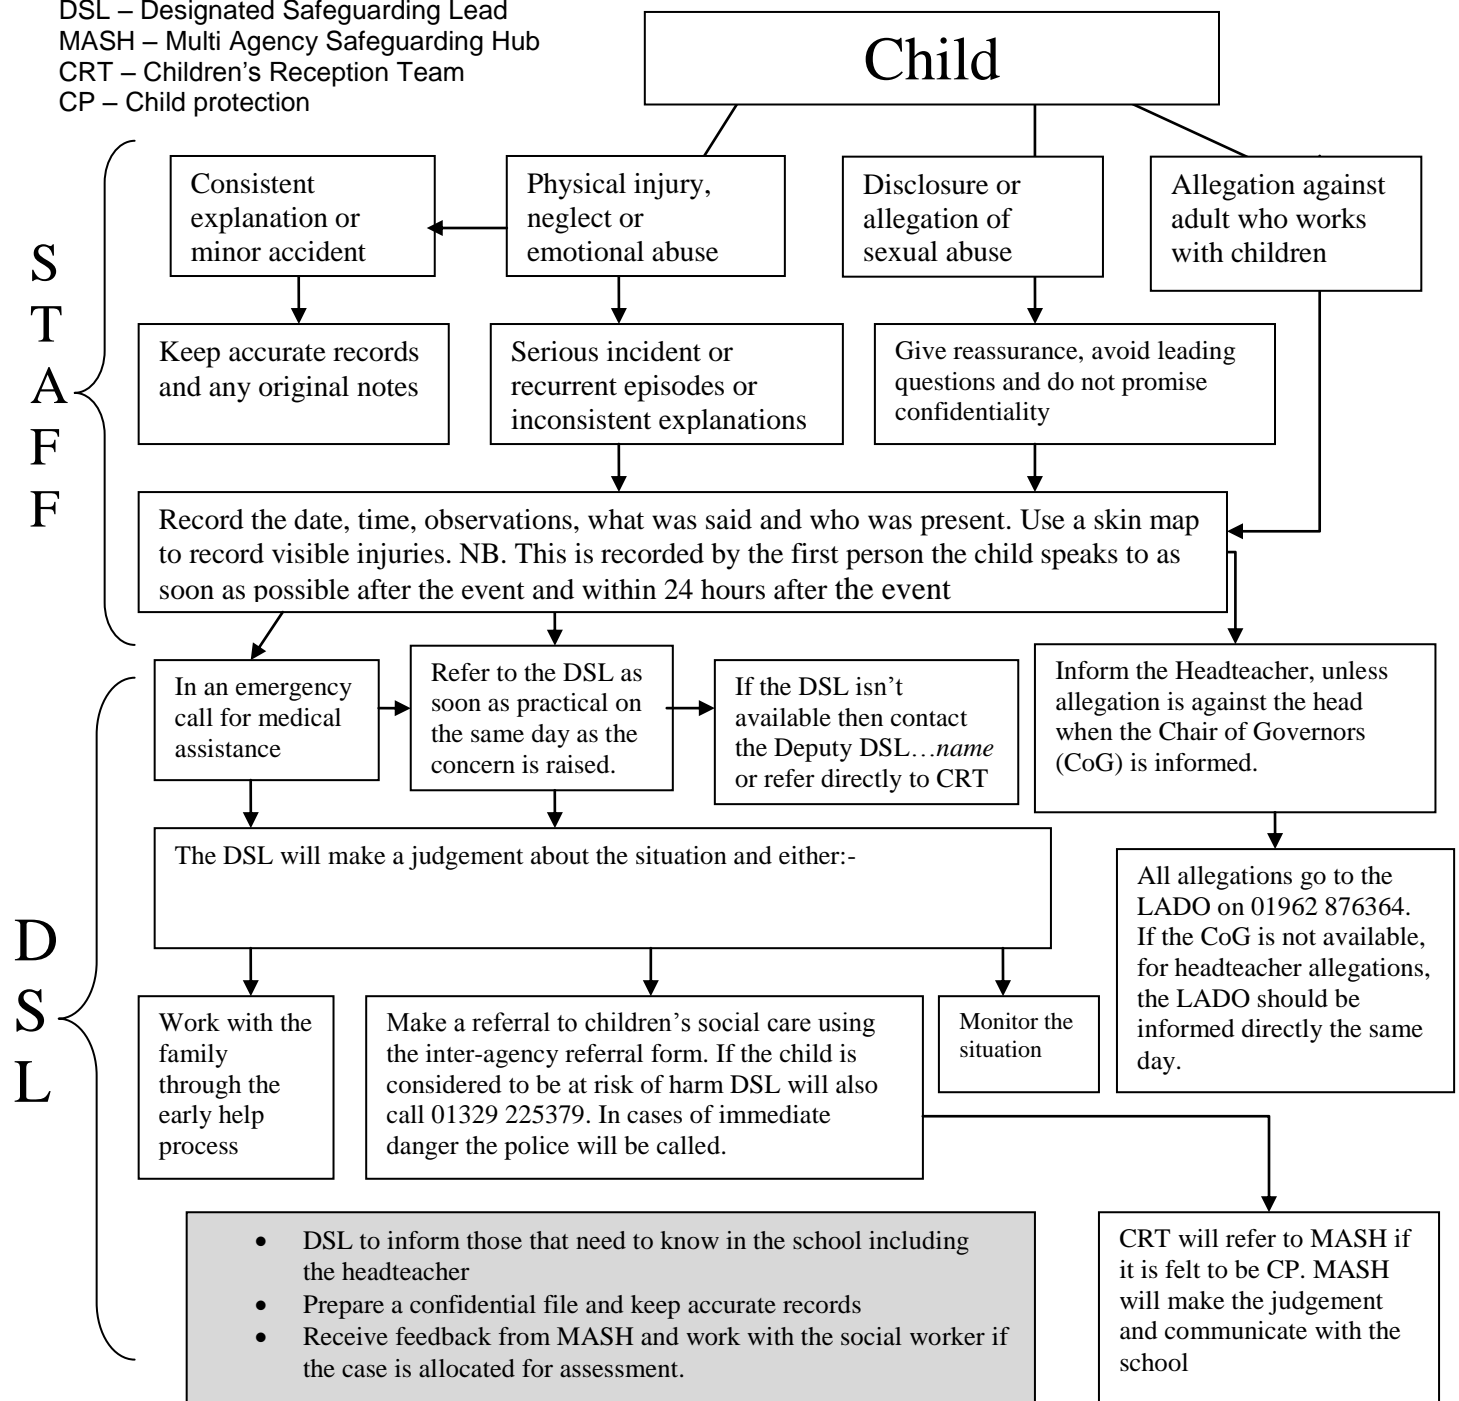 DSL – Designated Safeguarding Lead
MASH – Multi Agency Safeguarding Hub
CRT – Children's Reception Team
CP – Child protection
Child
S
T
A
F
F
Consistent
explanation or
minor accident
Physical injury,
neglect or
emotional abuse
Disclosure or
allegation of
sexual abuse
Allegation against
adult who works
with children
Keep accurate records
and any original notes
Serious incident or
recurrent episodes or
inconsistent explanations
Give reassurance, avoid leading
questions and do not promise
confidentiality
Record the date, time, observations, what was said and who was present. Use a skin map
to record visible injuries. NB. This is recorded by the first person the child speaks to as
soon as possible after the event and within 24 hours after the event
D
S
L
In an emergency
call for medical
assistance
Refer to the DSL as
soon as practical on
the same day as the
concern is raised.
If the DSL isn't
available then contact
the Deputy DSL…name
or refer directly to CRT
Inform the Headteacher, unless
allegation is against the head
when the Chair of Governors
(CoG) is informed.
The DSL will make a judgement about the situation and either:-
All allegations go to the
LADO on 01962 876364.
If the CoG is not available,
for headteacher allegations,
the LADO should be
informed directly the same
day.
Work with the
family
through the
early help
process
Make a referral to children's social care using
the inter-agency referral form. If the child is
considered to be at risk of harm DSL will also
call 01329 225379. In cases of immediate
danger the police will be called.
Monitor the
situation
• DSL to inform those that need to know in the school including
the headteacher
• Prepare a confidential file and keep accurate records
• Receive feedback from MASH and work with the social worker if
the case is allocated for assessment.
CRT will refer to MASH if
it is felt to be CP. MASH
will make the judgement
and communicate with the
school